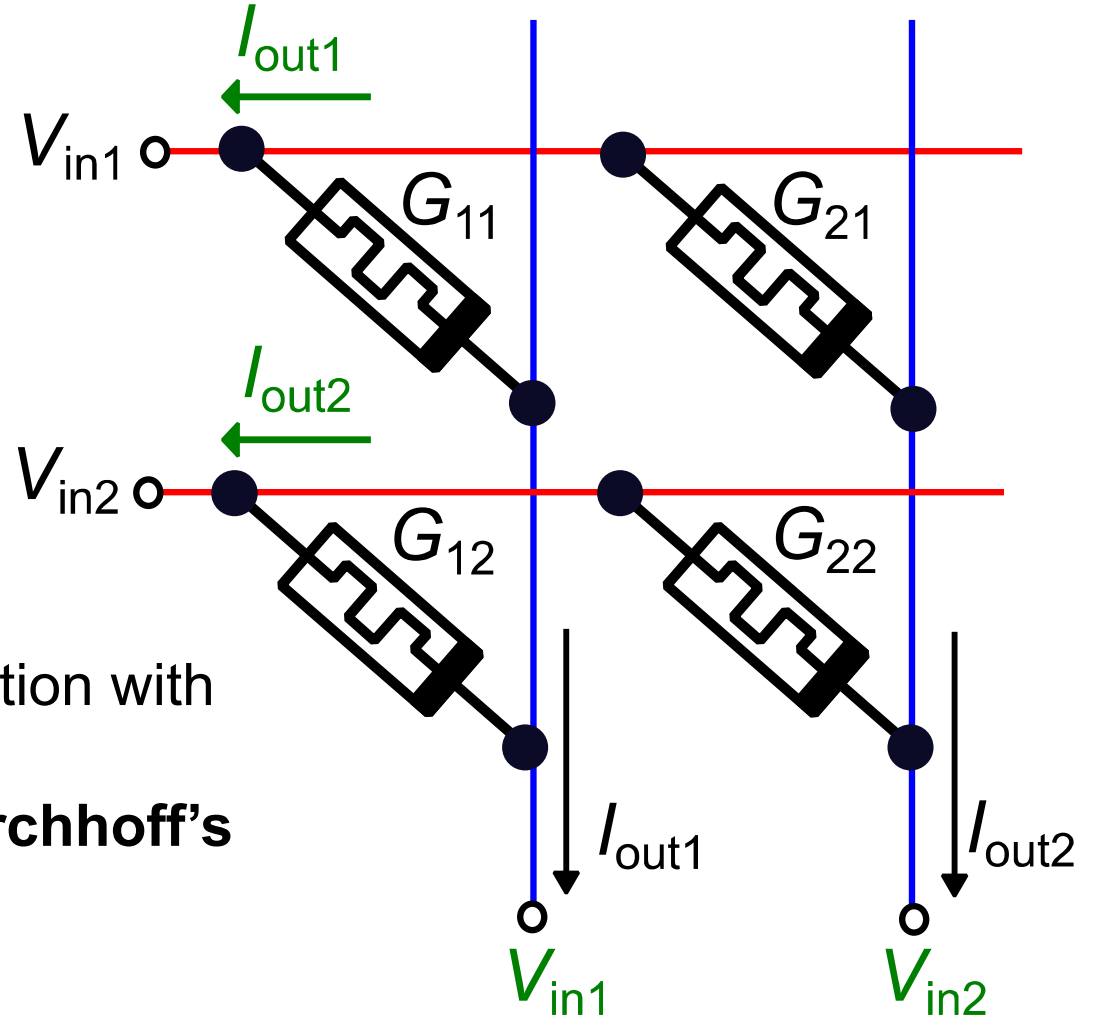 Iout1
Vin1
G11
G21
Iout2
Vin2
G12
G22
tion with
rchhoff’s
Iout1
Iout2
Vin1
Vin2